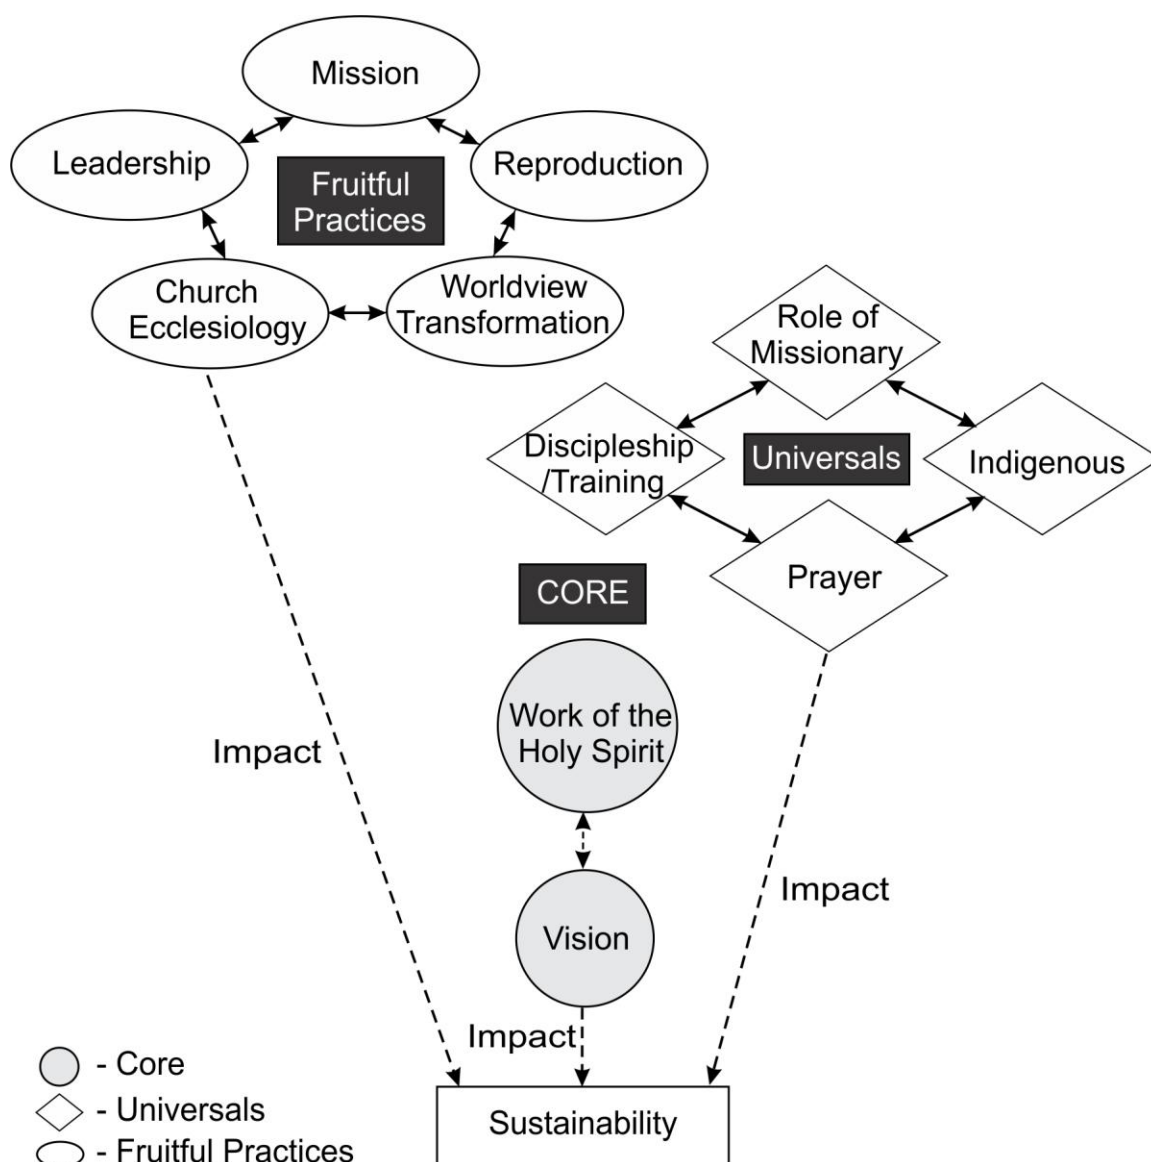 Mission
Leadership
Reproduction
Fruitful
Practices
Church
Ecclesiology
Worldview
Transformation
Role of
Missionary
Discipleship
/Training
Universals
Indigenous
Prayer
CORE
Work of the
Holy Spirit
Impact
Vision
Impact
Impact
Sustainability
- Core
- Universals
- Fruitful Practices